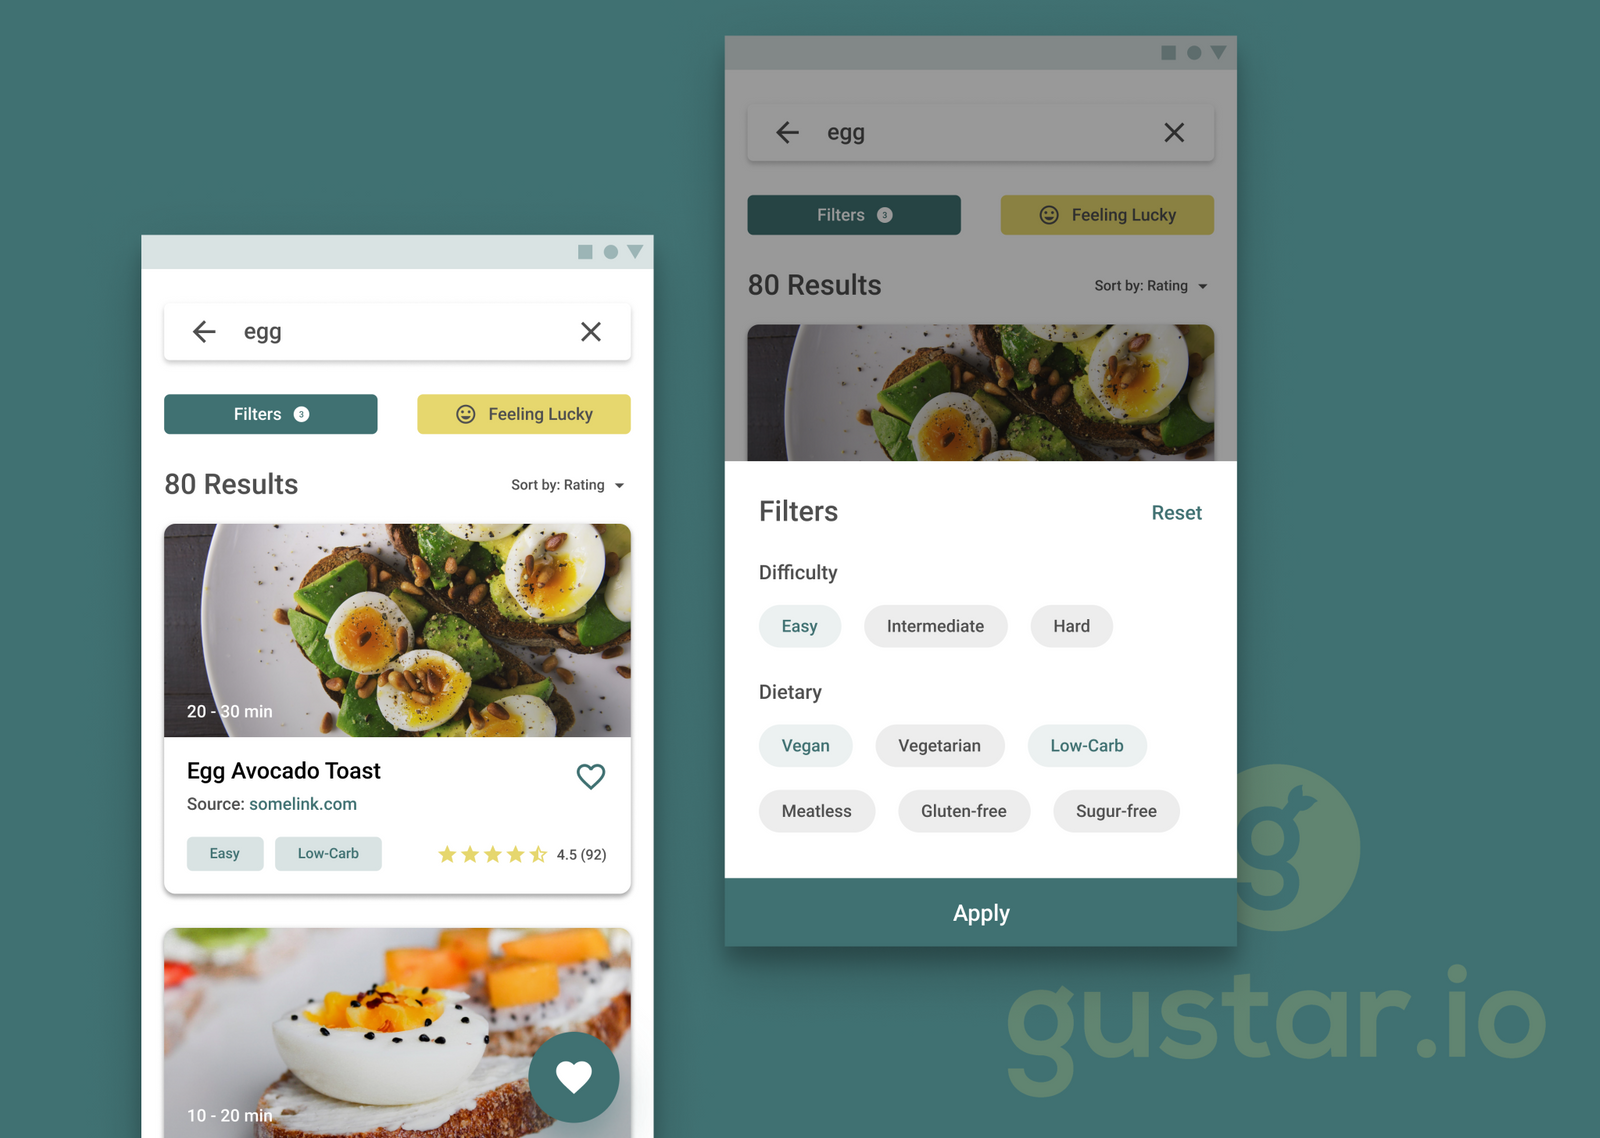 egg
Filters 3
Feeling Lucky
80 Results
Sort by: Rating
20 - 30 min
Egg Avocado Toast
Source: somelink.com
Easy
Low-Carb
4.5 (92)
10 - 20 min
egg
Filters 3
Feeling Lucky
80 Results
Sort by: Rating
Filters
Reset
Difficulty
Easy
Intermediate
Hard
Dietary
Vegan
Vegetarian
Low-Carb
Meatless
Gluten-free
Sugur-free
Apply
g
gustar.io